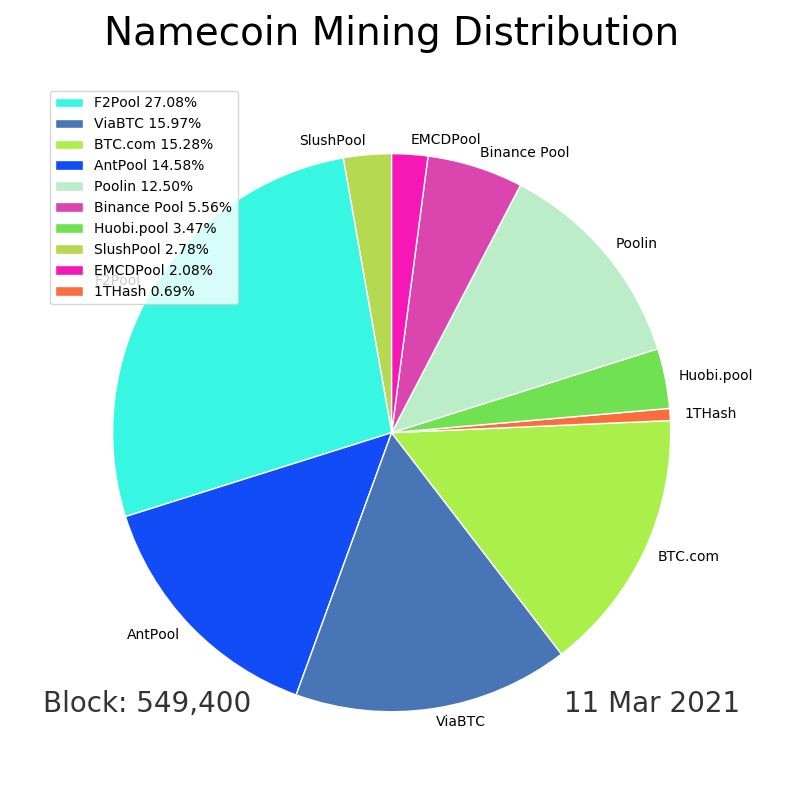 Namecoin Mining Distribution
F2Pool 27.08%
ViaBTC 15.97%
BTC.com 15.28%
AntPool 14.58%
Poolin 12.50%
Binance Pool 5.56%
Huobi.pool 3.47%
SlushPool 2.78%
EMCDPool 2.08%
1THash 0.69%
SlushPool
EMCDPool
Binance Pool
Poolin
F2Pool
Huobi.pool
1THash
BTC.com
AntPool
ViaBTC
Block: 549,400
11 Mar 2021